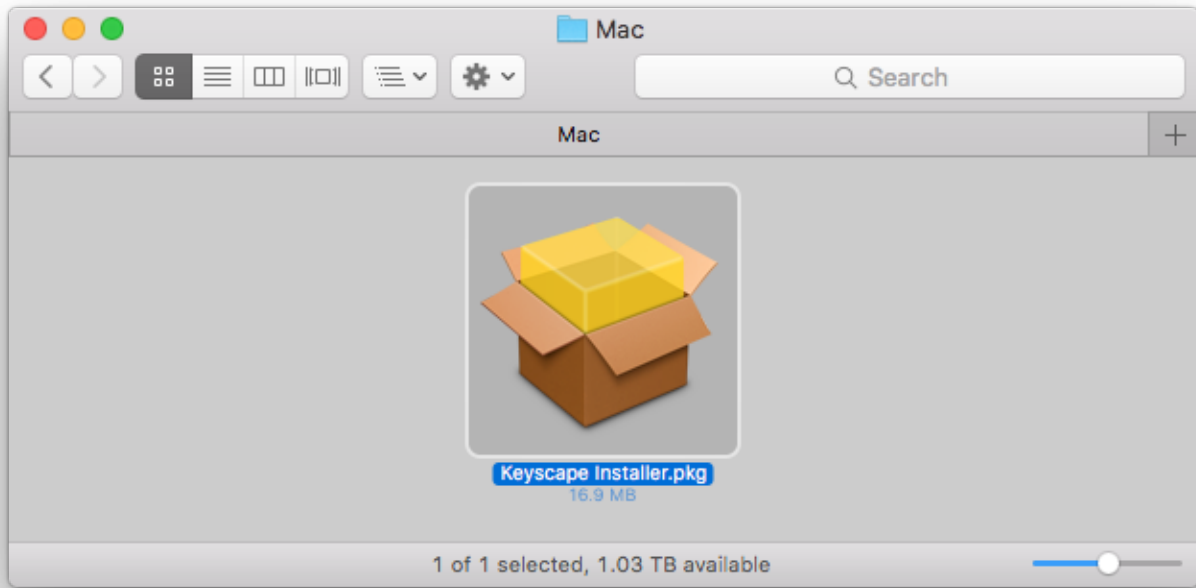 Mac
Search
Mac
Keyscape Installer.pkg
16.9 MB
1 of 1 selected, 1.03 TB available